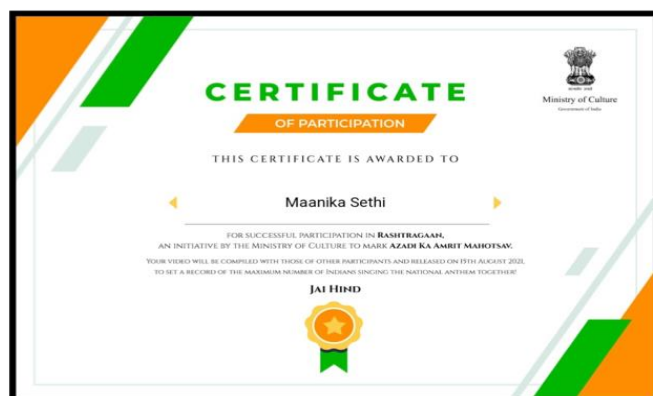 CERTIFICATE
OF PARTICIPATION
सत्यमेव जयते
Ministry of Culture
Government of India
THIS CERTIFICATE IS AWARDED TO
Maanika Sethi
FOR SUCCESSFUL PARTICIPATION IN RASHTRAGAAN,
AN INITIATIVE BY THE MINISTRY OF CULTURE TO MARK AZADI KA AMRIT MAHOTSAV.
YOUR VIDEO WILL BE COMPILED WITH THOSE OF OTHER PARTICIPANTS AND RELEASED ON 15TH AUGUST 2021,
TO SET A RECORD OF THE MAXIMUM NUMBER OF INDIANS SINGING THE NATIONAL ANTHEM TOGETHER!
JAI HIND